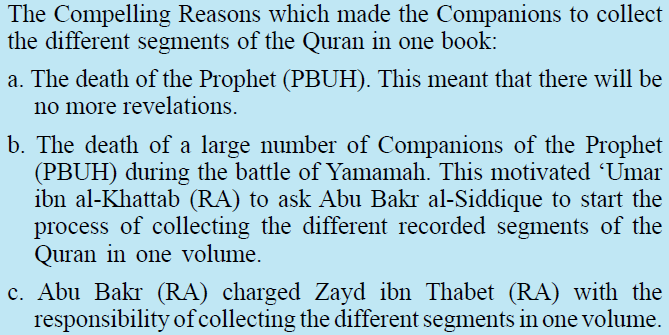 The Compelling Reasons which made the Companions to collect
the different segments of the Quran in one book:
a. The death of the Prophet (PBUH). This meant that there will be
no more revelations.
b. The death of a large number of Companions of the Prophet
(PBUH) during the battle of Yamamah. This motivated ‘Umar
ibn al-Khattab (RA) to ask Abu Bakr al-Siddique to start the
process of collecting the different recorded segments of the
Quran in one volume.
c. Abu Bakr (RA) charged Zayd ibn Thabet (RA) with the
responsibility of collecting the different segments in one volume.